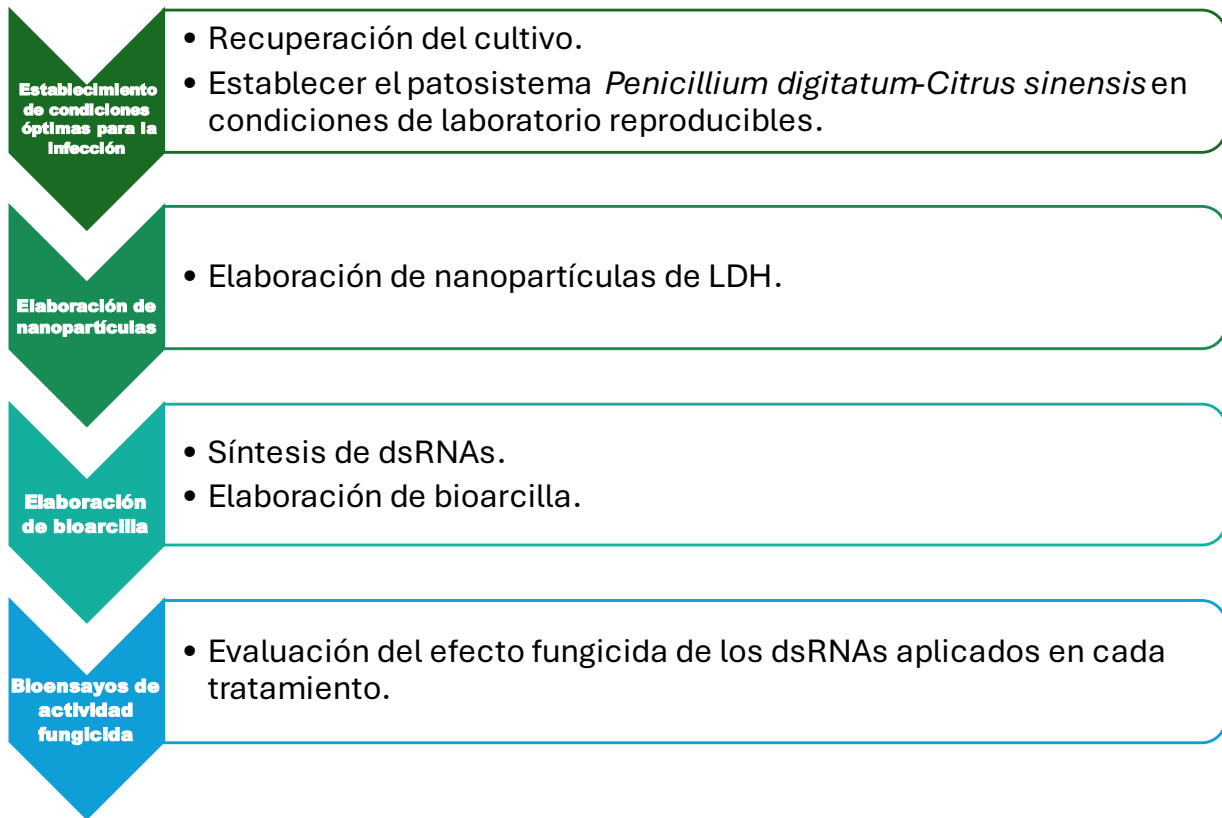 Establecimiento
de condiciones
óptimas para la
infección
• Recuperación del cultivo.
• Establecer el patosistema Penicillium digitatum-Citrus sinensis en
condiciones de laboratorio reproducibles.
Elaboración de
nanopartículas
• Elaboración de nanopartículas de LDH.
Elaboración
de bioarcilla
• Síntesis de dsRNAs.
• Elaboración de bioarcilla.
Bioensayos de
actividad
fungicida
• Evaluación del efecto fungicida de los dsRNAs aplicados en cada
tratamiento.